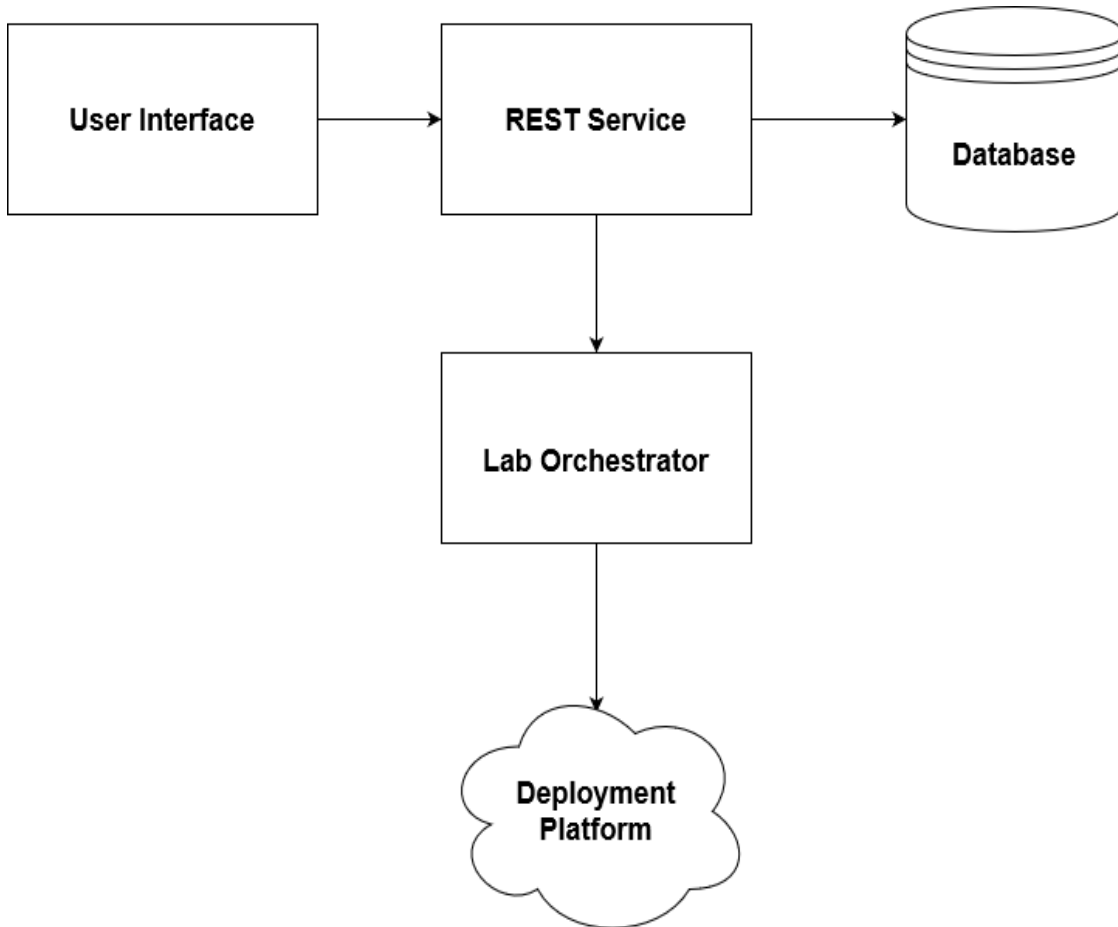 User Interface
REST Service
Database
Lab Orchestrator
Deployment
Platform